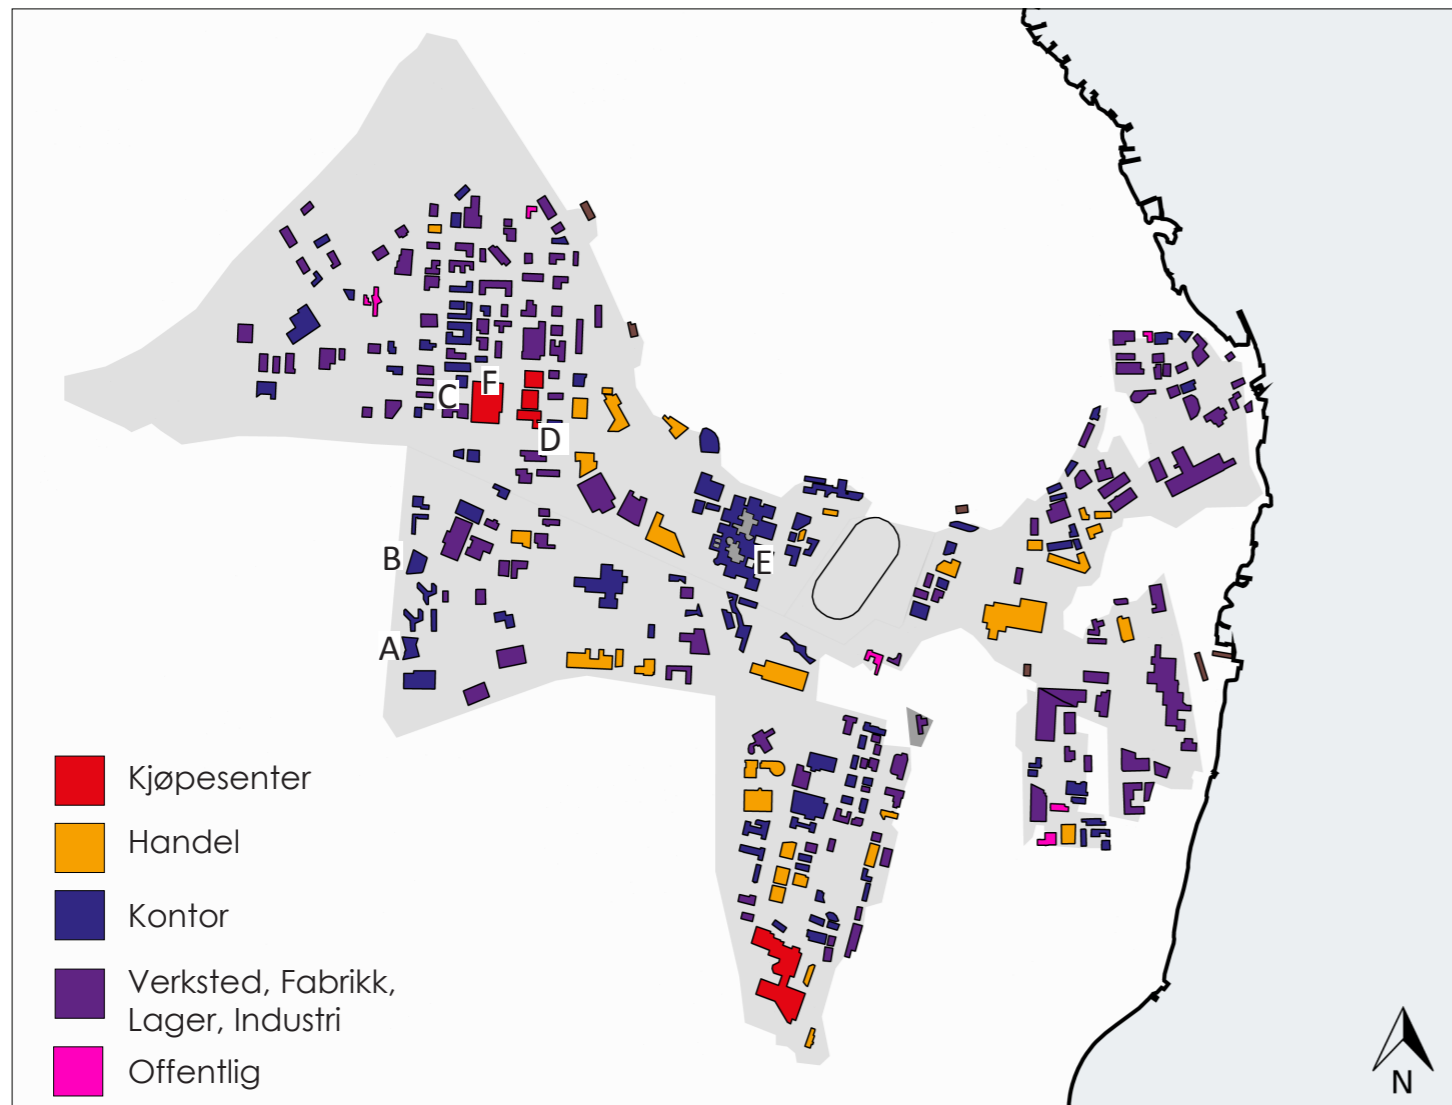 F
C
D
B
E
A
Kjøpesenter
Handel
Kontor
Verksted, Fabrikk,
Lager, Industri
Offentlig
N